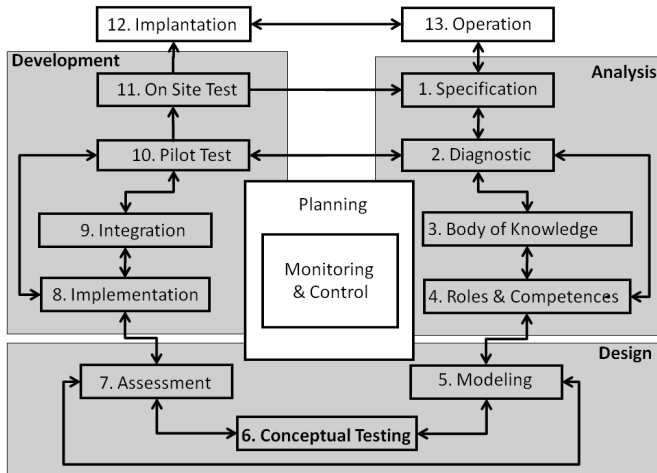 12. Implantation
13. Operation
Development
Analysis
11. On Site Test
1. Specification
10. Pilot Test
2. Diagnostic
Planning
9. Integration
3. Body of Knowledge
Monitoring
& Control
8. Implementation
4. Roles & Competences
Design
7. Assessment
5. Modeling
6. Conceptual Testing